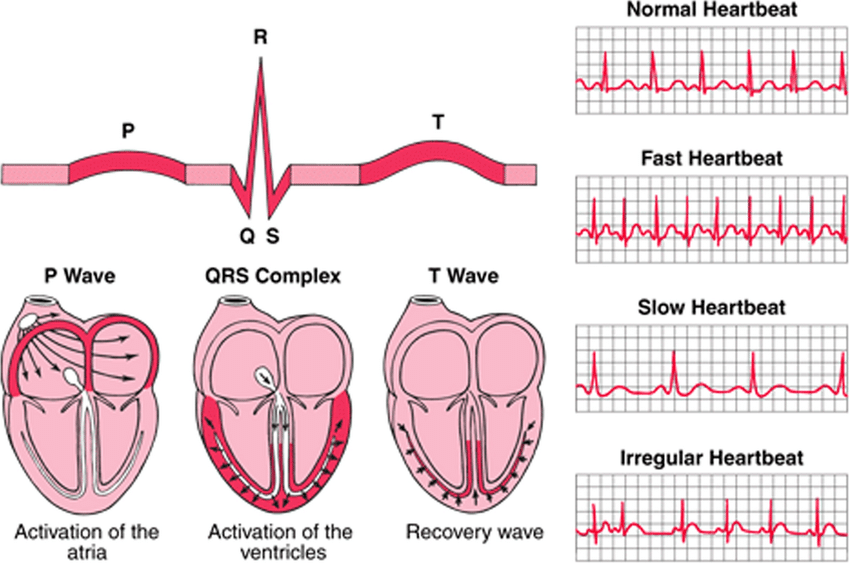 R
P
T
Q S
P Wave
QRS Complex
T Wave
Activation of the
atria
Activation of the
ventricles
Recovery wave
Normal Heartbeat
Fast Heartbeat
Slow Heartbeat
Irregular Heartbeat